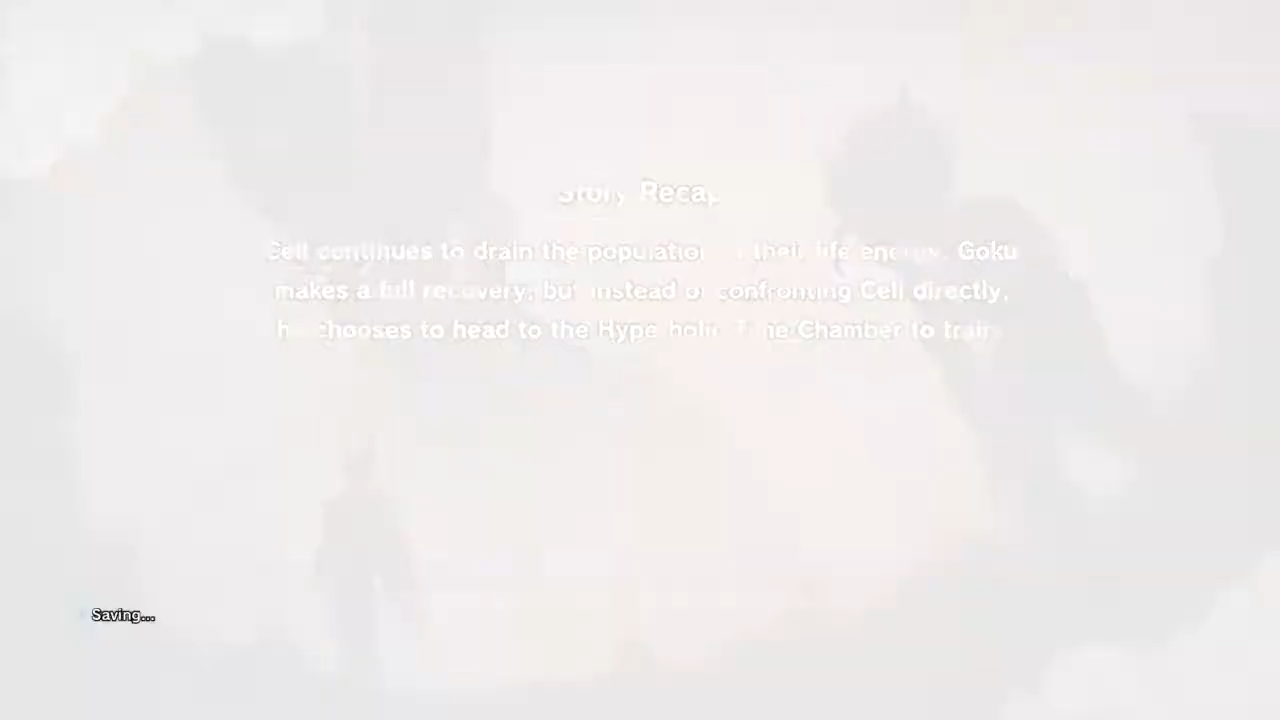 Story Recap
Cell continues to drain the population of their life energy. Goku
makes a full recovery, but instead of confronting Cell directly,
he chooses to head to the Hyperbolic Time Chamber to train.
Saving...